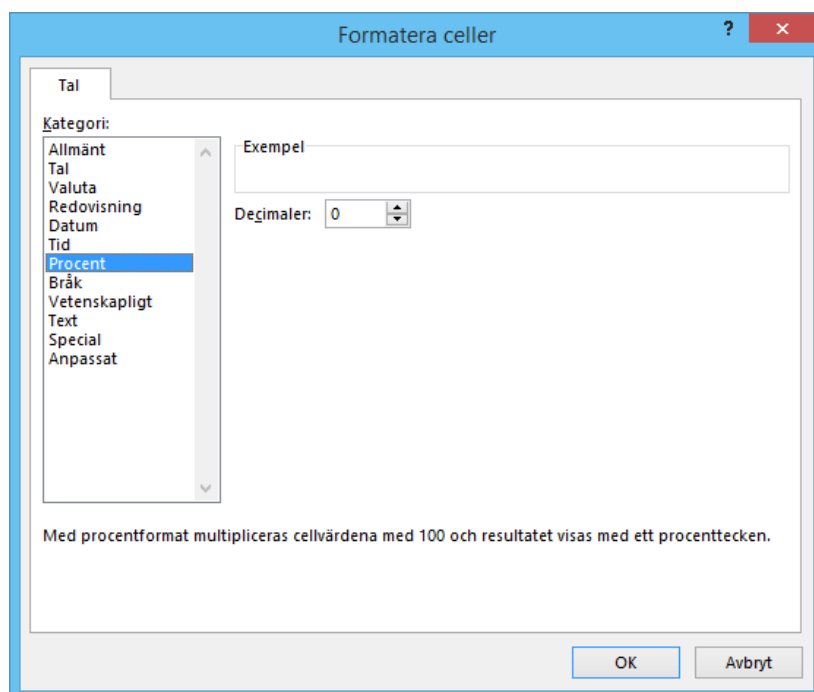 Formatera celler
?
Tal
Kategori:
Allmänt
Tal
Valuta
Redovisning
Datum
Tid
Procent
Bråk
Vetenskapligt
Text
Special
Anpassat
Exempel
Decimaler: 0
Med procentformat multipliceras cellvärdena med 100 och resultatet visas med ett procenttecken.
OK Avbryt